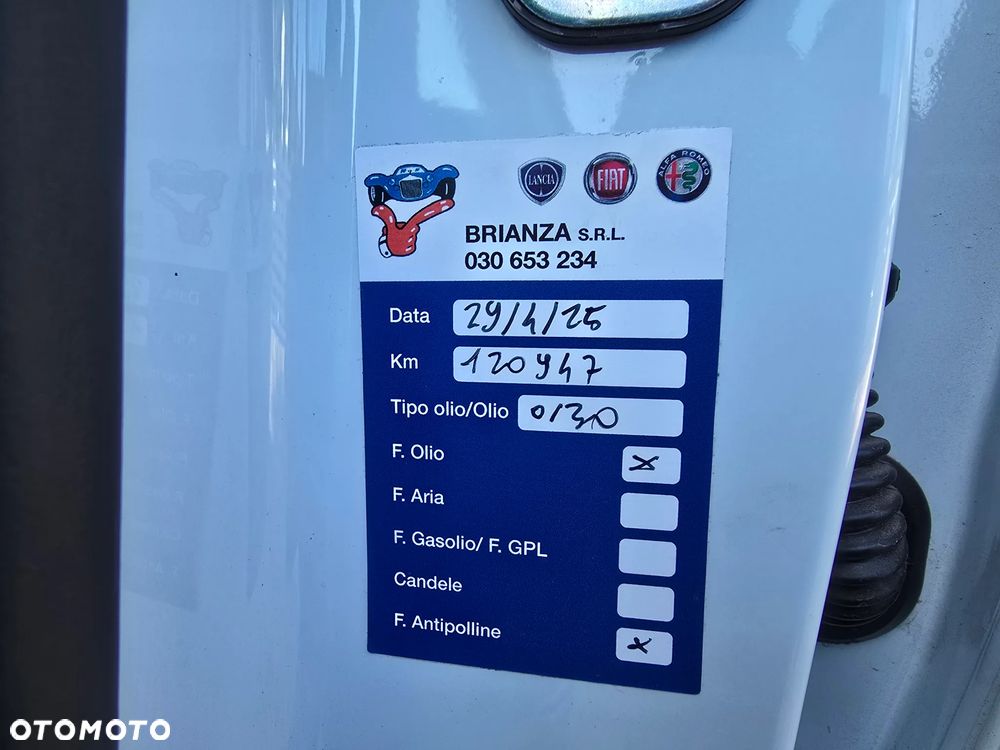 LANCIA
FIAT
ALFA ROMEO
BRIANZA S.R.L.
030 653 234
Data 29/4/25
Km 120947
Tipo olio/Olio 0/30
F. Olio X
F. Aria
F. Gasolio/ F. GPL
Candele
F. Antipolline X
OTOMOTO